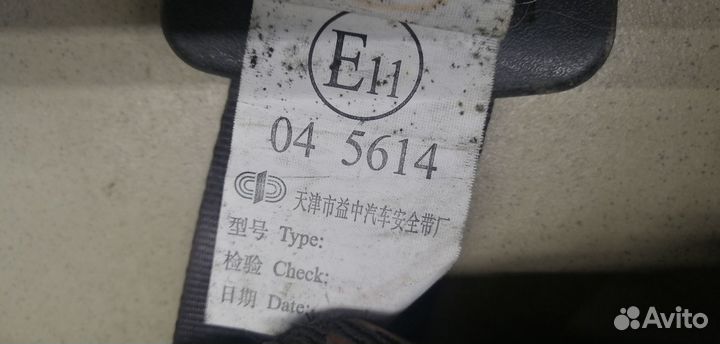 E11
04 5614
天津市益中汽车安全带厂
型号 Type:
检验 Check:
日期 Date:
Avito